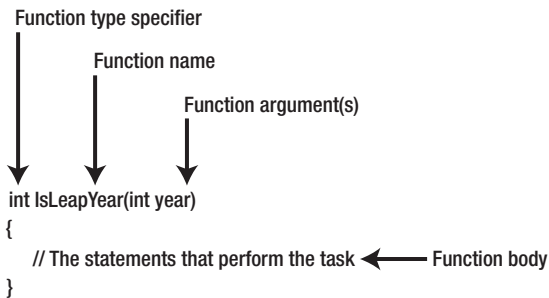 Function type specifier
Function name
Function argument(s)
int IsLeapYear(int year)
{
// The statements that perform the task
Function body
}